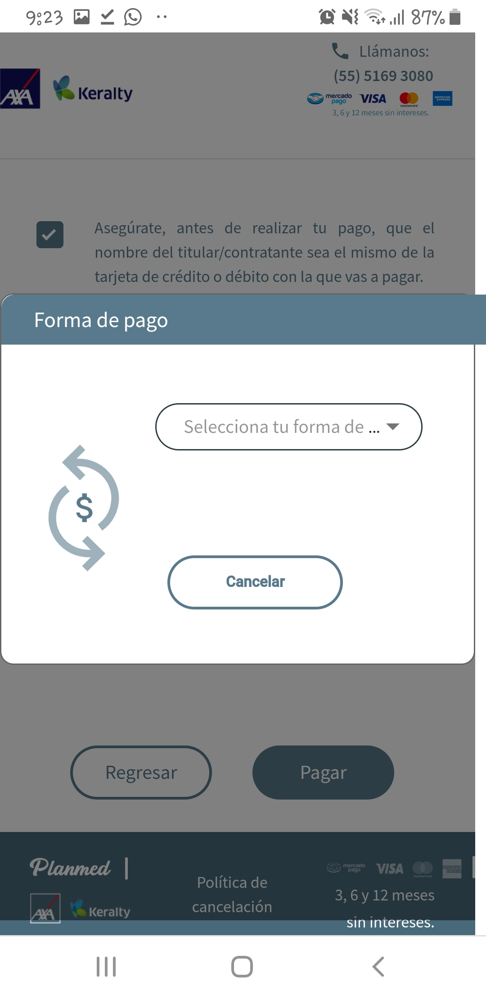 9:23
87%
Llámanos:
(55) 5169 3080
AXA
Keralty
mercado
pago
VISA
mastercard
AMERICAN
EXPRESS
3, 6 y 12 meses sin intereses.
Asegúrate, antes de realizar tu pago, que el
nombre del titular/contratante sea el mismo de la
tarjeta de crédito o débito con la que vas a pagar.
Forma de pago
Selecciona tu forma de ...
$
Cancelar
Regresar
Pagar
Planmed
AXA
Keralty
Política de
cancelación
mercado
pago
VISA
mastercard
AMERICAN
EXPRESS
3, 6 y 12 meses
sin intereses.